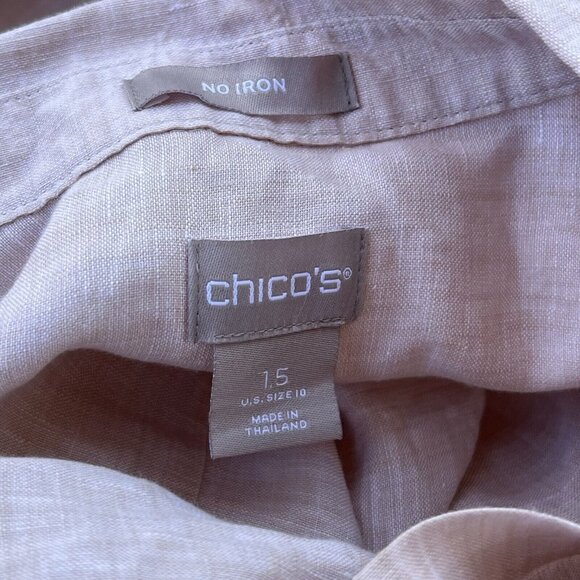 NO IRON
chico's®
1.5
U.S. SIZE 10
MADE IN
THAILAND